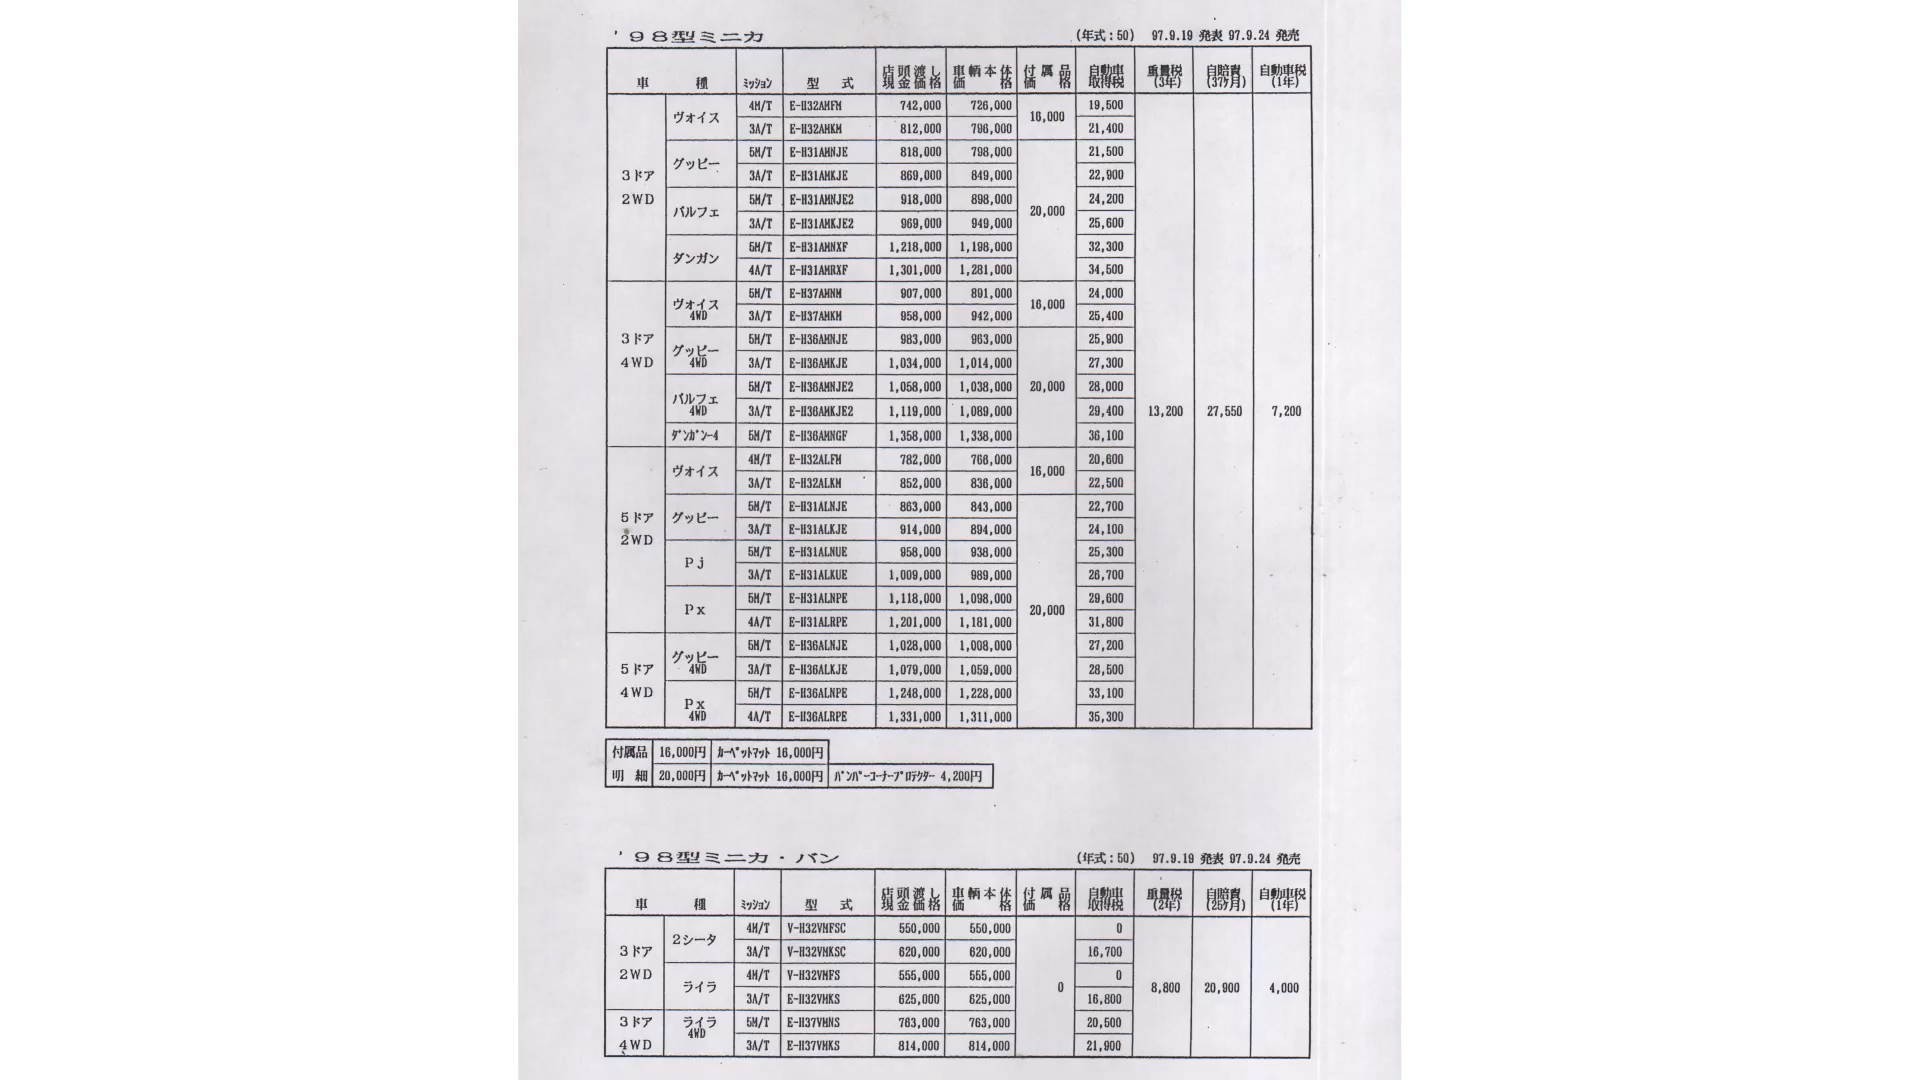 ’９８型ミニカ (年式:50) 97.9.19 発表 97.9.24 発売
車 種 ﾐｯｼｮﾝ 型 式 店頭渡し現金価格 車輌本体価格 付属品価格 自動車取得税 重量税(3年) 自賠費(37ｹ月) 自動車税(1年)
3ドア 2WD
ヴォイス 4M/T E-H32AMFM 742,000 726,000 16,000 19,500
3A/T E-H32AMKM 812,000 796,000 21,400
グッピー 5M/T E-H31AMNJE 818,000 798,000 20,000 21,500
3A/T E-H31AMKJE 869,000 849,000 22,900
パルフェ 5M/T E-H31AMNJE2 918,000 898,000 24,200
3A/T E-H31AMKJE2 969,000 949,000 25,600
ダンガン 5M/T E-H31AMNXF 1,218,000 1,198,000 32,300
4A/T E-H31AMRXF 1,301,000 1,281,000 34,500
3ドア 4WD
ヴォイス 4WD 5M/T E-H37AMNM 907,000 891,000 16,000 24,000
3A/T E-H37AMKM 958,000 942,000 25,400
グッピー 4WD 5M/T E-H36AMNJE 983,000 963,000 20,000 25,900
3A/T E-H36AMKJE 1,034,000 1,014,000 27,300
パルフェ 4WD 5M/T E-H36AMNJE2 1,058,000 1,038,000 28,000
3A/T E-H36AMKJE2 1,119,000 1,089,000 29,400 13,200 27,550 7,200
ﾀﾞﾝｶﾞﾝ-4 5M/T E-H36AMNGF 1,358,000 1,338,000 36,100
5ドア 2WD
ヴォイス 4M/T E-H32ALFM 782,000 766,000 16,000 20,600
3A/T E-H32ALKM 852,000 836,000 22,500
グッピー 5M/T E-H31ALNJE 863,000 843,000 20,000 22,700
3A/T E-H31ALKJE 914,000 894,000 24,100
Pj 5M/T E-H31ALNUE 958,000 938,000 25,300
3A/T E-H31ALKUE 1,009,000 989,000 26,700
Px 5M/T E-H31ALNPE 1,118,000 1,098,000 29,600
4A/T E-H31ALRPE 1,201,000 1,181,000 31,800
5ドア 4WD
グッピー 4WD 5M/T E-H36ALNJE 1,028,000 1,008,000 27,200
3A/T E-H36ALKJE 1,079,000 1,059,000 28,500
Px 4WD 5M/T E-H36ALNPE 1,248,000 1,228,000 33,100
4A/T E-H36ALRPE 1,331,000 1,311,000 35,300
付属品 16,000円 ｶｰﾍﾟｯﾄﾏｯﾄ 16,000円
明 細 20,000円 ｶｰﾍﾟｯﾄﾏｯﾄ 16,000円 ﾊﾞﾝﾊﾟｰｺｰﾅｰﾌﾟﾛﾃｸﾀｰ 4,200円
’９８型ミニカ・バン (年式:50) 97.9.19 発表 97.9.24 発売
車 種 ﾐｯｼｮﾝ 型 式 店頭渡し現金価格 車輌本体価格 付属品価格 自動車取得税 重量税(2年) 自賠費(25ｹ月) 自動車税(1年)
3ドア 2WD
2シータ 4M/T V-H32VMFSC 550,000 550,000 0
3A/T V-H32VMKSC 620,000 620,000 16,700
ライラ 4M/T V-H32VMFS 555,000 555,000 0 0 8,800 20,900 4,000
3A/T E-H32VMKS 625,000 625,000 16,800
3ドア 4WD
ライラ 4WD 5M/T E-H37VMNS 763,000 763,000 20,500
3A/T E-H37VMKS 814,000 814,000 21,900